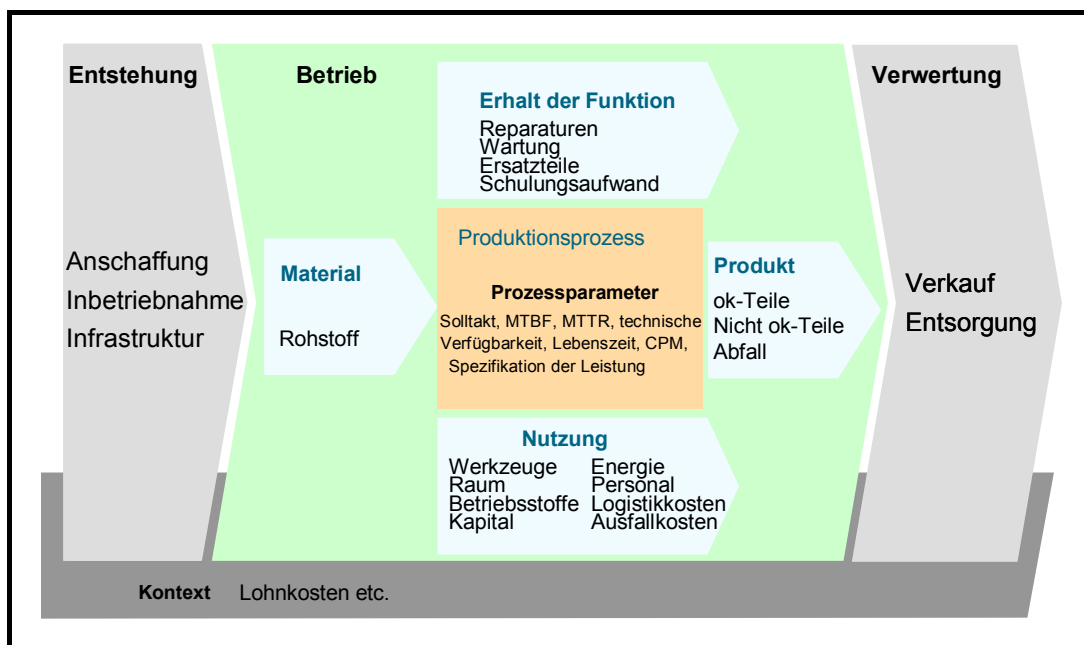 Entstehung
Betrieb
Verwertung
Erhalt der Funktion
Reparaturen
Wartung
Ersatzteile
Schulungsaufwand
Anschaffung
Inbetriebnahme
Infrastruktur
Material
Rohstoff
Produktionsprozess
Prozessparameter
Solltakt, MTBF, MTTR, technische
Verfügbarkeit, Lebenszeit, CPM,
Spezifikation der Leistung
Produkt
ok-Teile
Nicht ok-Teile
Abfall
Verkauf
Entsorgung
Nutzung
Werkzeuge
Raum
Betriebsstoffe
Kapital
Energie
Personal
Logistikkosten
Ausfallkosten
Kontext Lohnkosten etc.